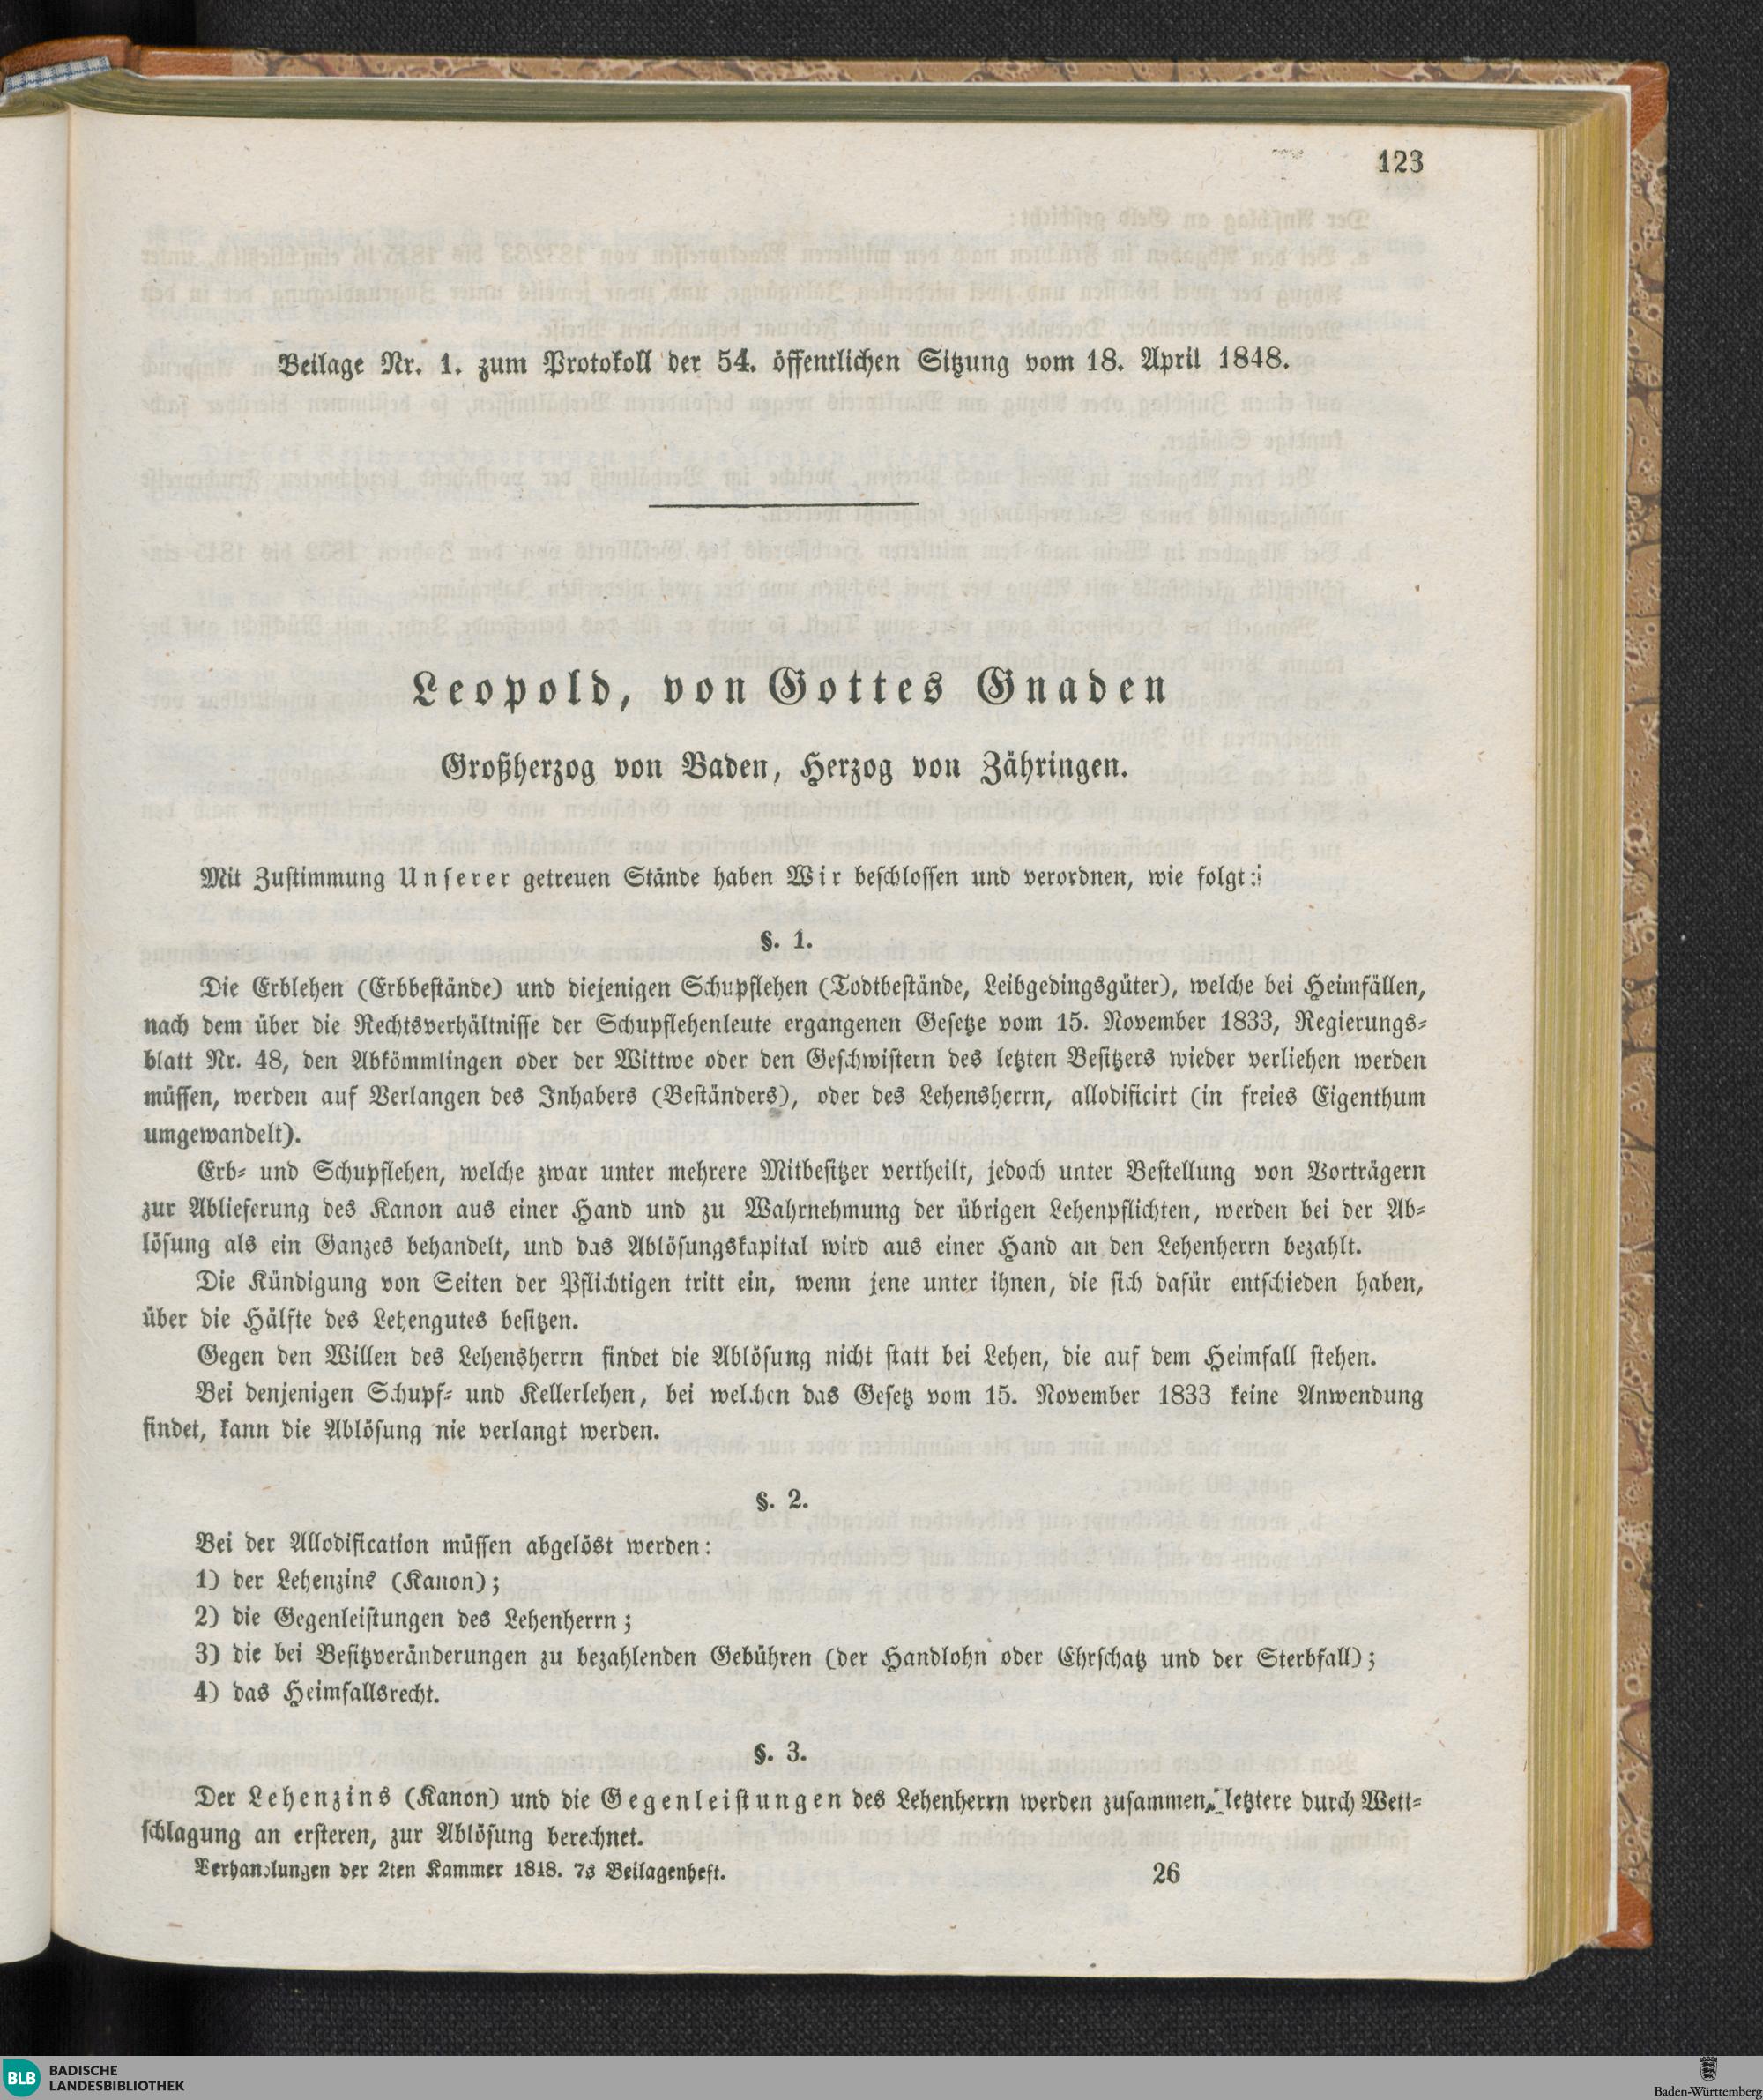 123
Beilage Nr. 1. zum Protokoll der 54. öffentlichen Sitzung vom 18. April 1848.
Leopold, von Gottes Gnaden
Großherzog von Baden, Herzog von Zähringen.
Mit Zustimmung Unserer getreuen Stände haben Wir beschlossen und verordnen, wie folgt:
§. 1.
Die Erblehen (Erbbestände) und diejenigen Schupflehen (Todtbestände, Leibgedingsgüter), welche bei Heimfällen,
nach dem über die Rechtsverhältnisse der Schupflehenleute ergangenen Gesetze vom 15. November 1833, Regierungs-
blatt Nr. 48, den Abkömmlingen oder der Wittwe oder den Geschwistern des letzten Besitzers wieder verliehen werden
müssen, werden auf Verlangen des Inhabers (Beständers), oder des Lehensherrn, allodificirt (in freies Eigenthum
umgewandelt).
Erb- und Schupflehen, welche zwar unter mehrere Mitbesitzer vertheilt, jedoch unter Bestellung von Vorträgern
zur Ablieferung des Kanon aus einer Hand und zu Wahrnehmung der übrigen Lehenpflichten, werden bei der Ab-
lösung als ein Ganzes behandelt, und das Ablösungskapital wird aus einer Hand an den Lehenherrn bezahlt.
Die Kündigung von Seiten der Pflichtigen tritt ein, wenn jene unter ihnen, die sich dafür entschieden haben,
über die Hälfte des Lehengutes besitzen.
Gegen den Willen des Lehensherrn findet die Ablösung nicht statt bei Lehen, die auf dem Heimfall stehen.
Bei denjenigen Schupf- und Kellerlehen, bei welchen das Gesetz vom 15. November 1833 keine Anwendung
findet, kann die Ablösung nie verlangt werden.
§. 2.
Bei der Allodification müssen abgelöst werden:
1) der Lehenzins (Kanon);
2) die Gegenleistungen des Lehenherrn;
3) die bei Besitzveränderungen zu bezahlenden Gebühren (der Handlohn oder Ehrschatz und der Sterbfall);
4) das Heimfallsrecht.
§. 3.
Der Lehenzins (Kanon) und die Gegenleistungen des Lehenherrn werden zusammen, letztere durch Wett-
schlagung an ersteren, zur Ablösung berechnet.
Verhandlungen der 2ten Kammer 1848. 7s Beilagenheft.
26
BLB
BADISCHE
LANDESBIBLIOTHEK
Baden-Württemberg